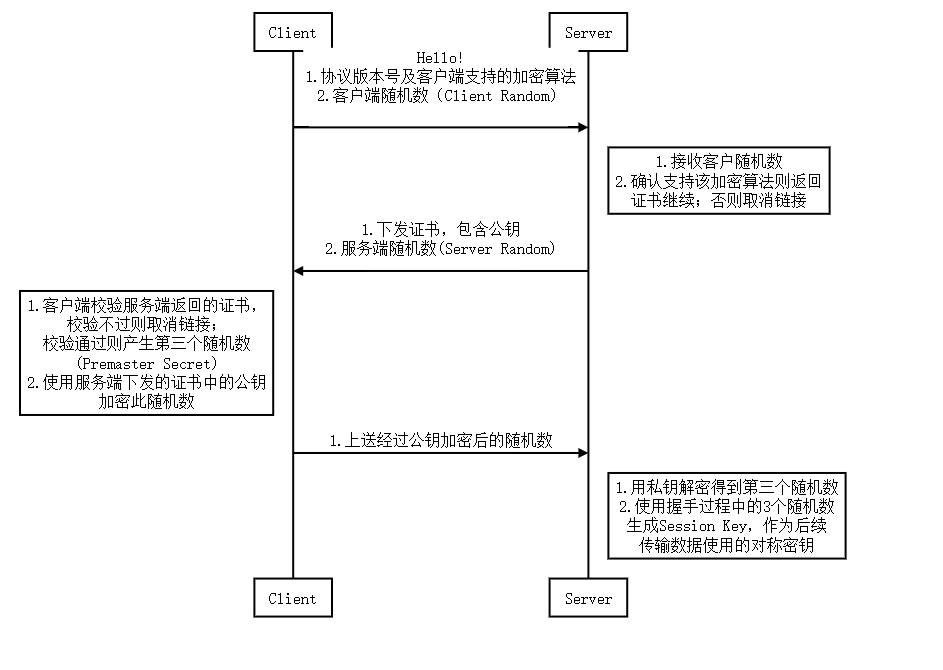 Client
Server
Hello!
1.协议版本号及客户端支持的加密算法
2.客户端随机数（Client Random）
1.接收客户随机数
2.确认支持该加密算法则返回
证书继续；否则取消链接
1.下发证书，包含公钥
2.服务端随机数(Server Random)
1.客户端校验服务端返回的证书，
校验不过则取消链接；
校验通过则产生第三个随机数
(Premaster Secret)
2.使用服务端下发的证书中的公钥
加密此随机数
1.上送经过公钥加密后的随机数
1.用私钥解密得到第三个随机数
2.使用握手过程中的3个随机数
生成Session Key，作为后续
传输数据使用的对称密钥
Client
Server